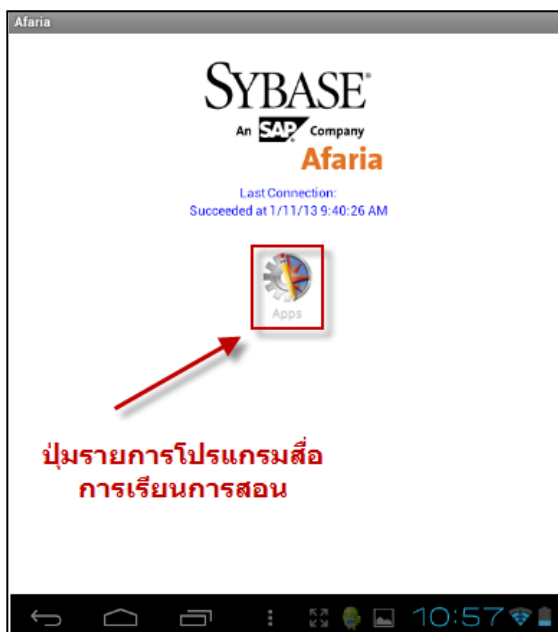 Afaria
SYBASE®
An SAP Company
Afaria
Last Connection:
Succeeded at 1/11/13 9:40:26 AM
Apps
ปุ่มรายการโปรแกรมสื่อ
การเรียนการสอน
10:57